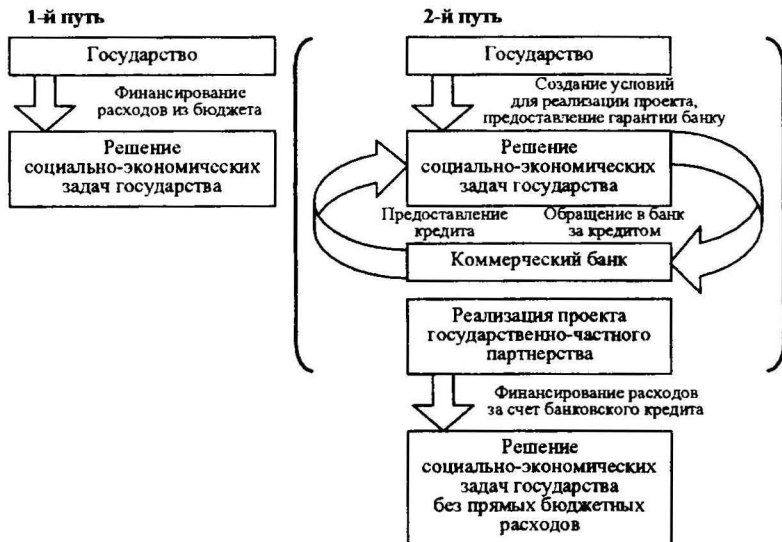 1-й путь
Государство
Финансирование
расходов из бюджета
Решение
социально-экономических
задач государства
2-й путь
Государство
Создание условий
для реализации проекта,
предоставление гарантии банку
Решение
социально-экономических
задач государства
Предоставление
кредита
Обращение в банк
за кредитом
Коммерческий банк
Реализация проекта
государственно-частного
партнерства
Финансирование расходов
за счет банковского кредита
Решение
социально-экономических
задач государства
без прямых бюджетных
расходов